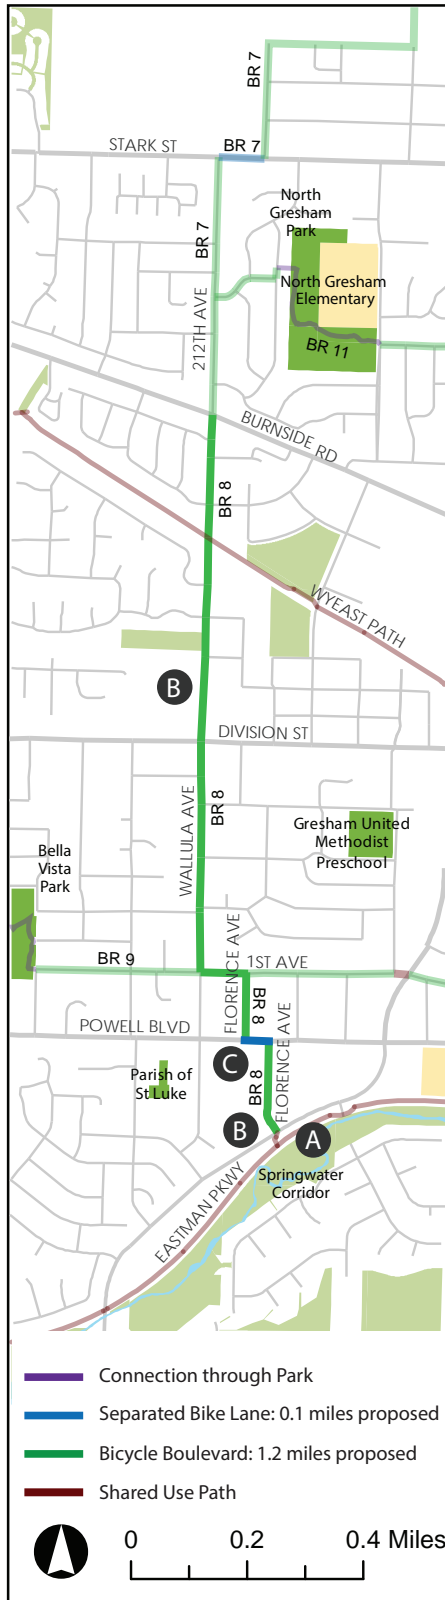 BR 7
STARK ST
BR 7
North
Gresham
Park
BR 7
North Gresham
Elementary
212TH AVE
BR 11
BURNSIDE RD
BR 8
WYEAST PATH
B
DIVISION ST
BR 8
WALLULA AVE
Gresham United
Methodist
Preschool
Bella
Vista
Park
FLORENCE AVE
BR 9
1ST AVE
BR 8
FLORENCE AVE
POWELL BLVD
C
BR 8
Parish of
St Luke
B
A
Springwater
Corridor
EASTMAN PKWY
Connection through Park
Separated Bike Lane: 0.1 miles proposed
Bicycle Boulevard: 1.2 miles proposed
Shared Use Path
0 0.2 0.4 Miles